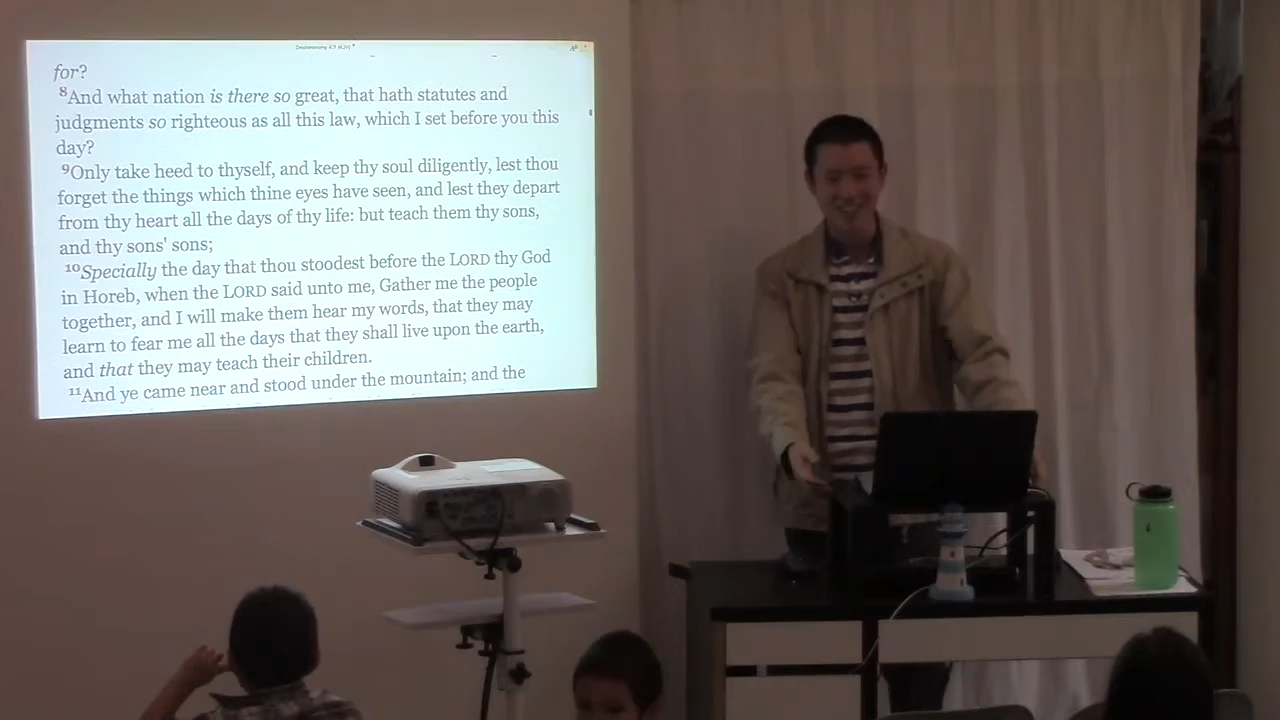 Deuteronomy 4:9 (KJV)
for?
8And what nation is there so great, that hath statutes and
judgments so righteous as all this law, which I set before you this
day?
9Only take heed to thyself, and keep thy soul diligently, lest thou
forget the things which thine eyes have seen, and lest they depart
from thy heart all the days of thy life: but teach them thy sons,
and thy sons' sons;
10Specially the day that thou stoodest before the LORD thy God
in Horeb, when the LORD said unto me, Gather me the people
together, and I will make them hear my words, that they may
learn to fear me all the days that they shall live upon the earth,
and that they may teach their children.
11And ye came near and stood under the mountain; and the